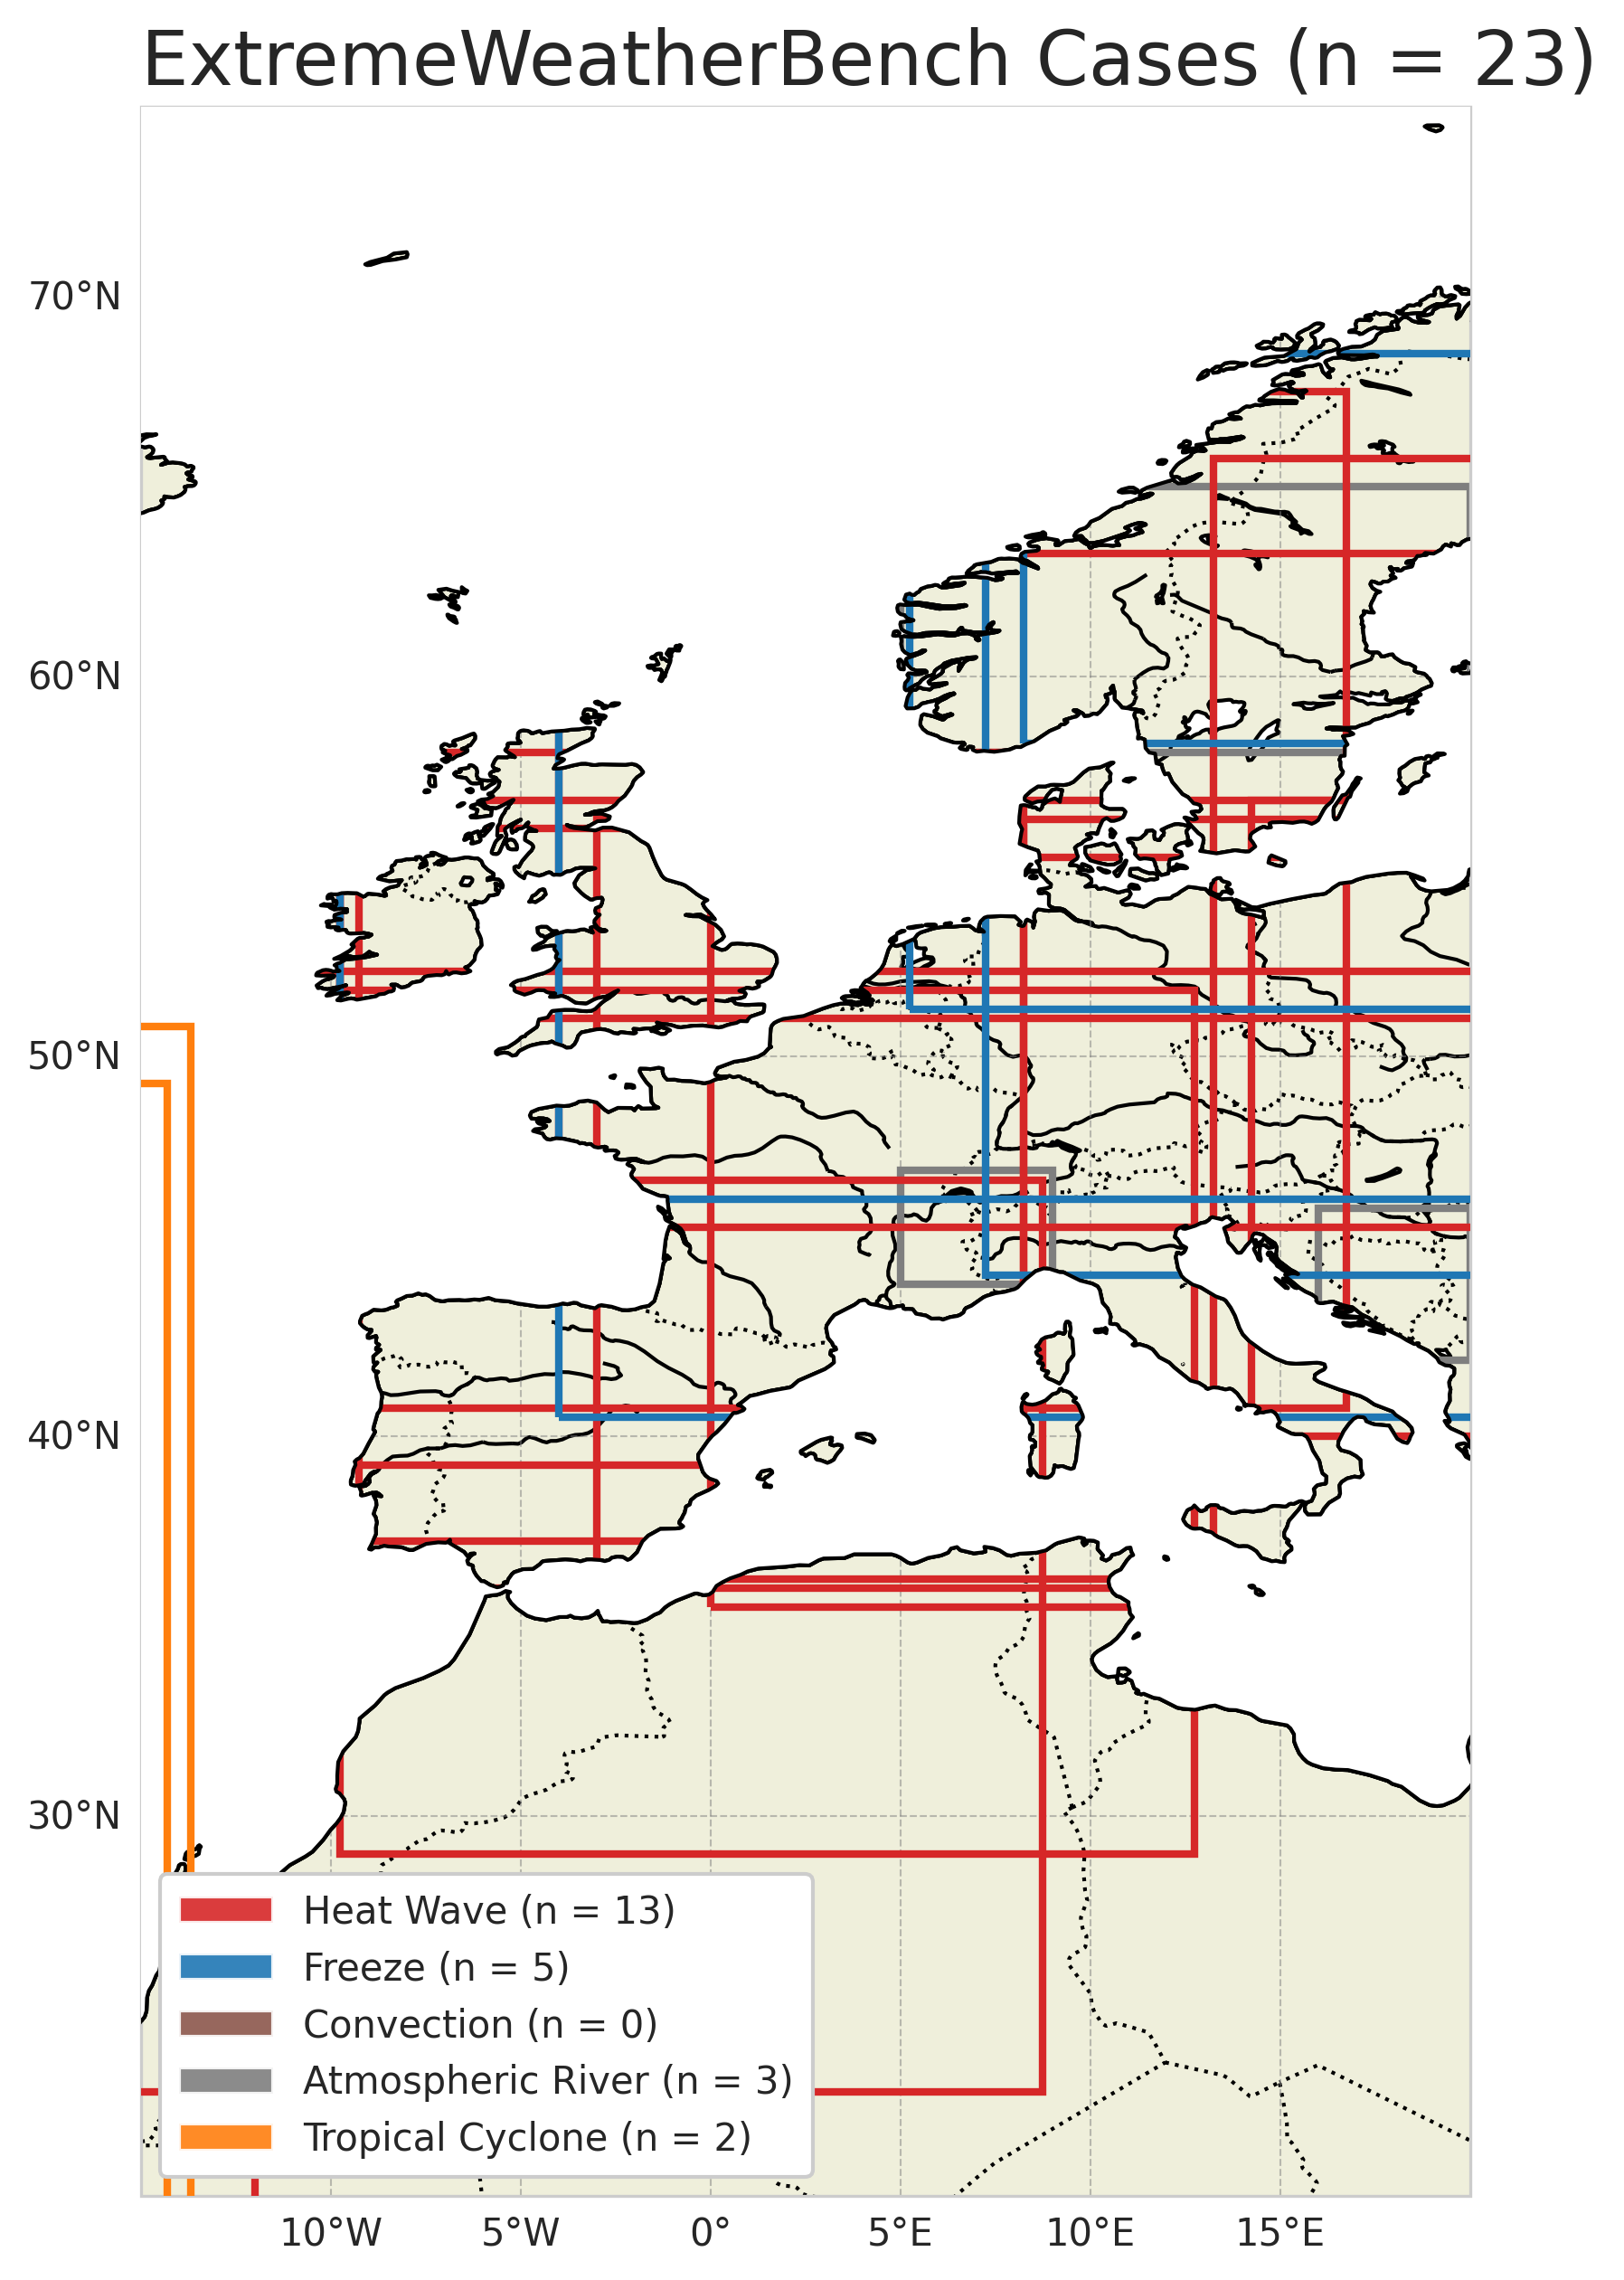 ExtremeWeatherBench Cases (n = 23)
70°N
60°N
50°N
40°N
30°N
Heat Wave (n = 13)
Freeze (n = 5)
Convection (n = 0)
Atmospheric River (n = 3)
Tropical Cyclone (n = 2)
10°W 5°W 0° 5°E 10°E 15°E